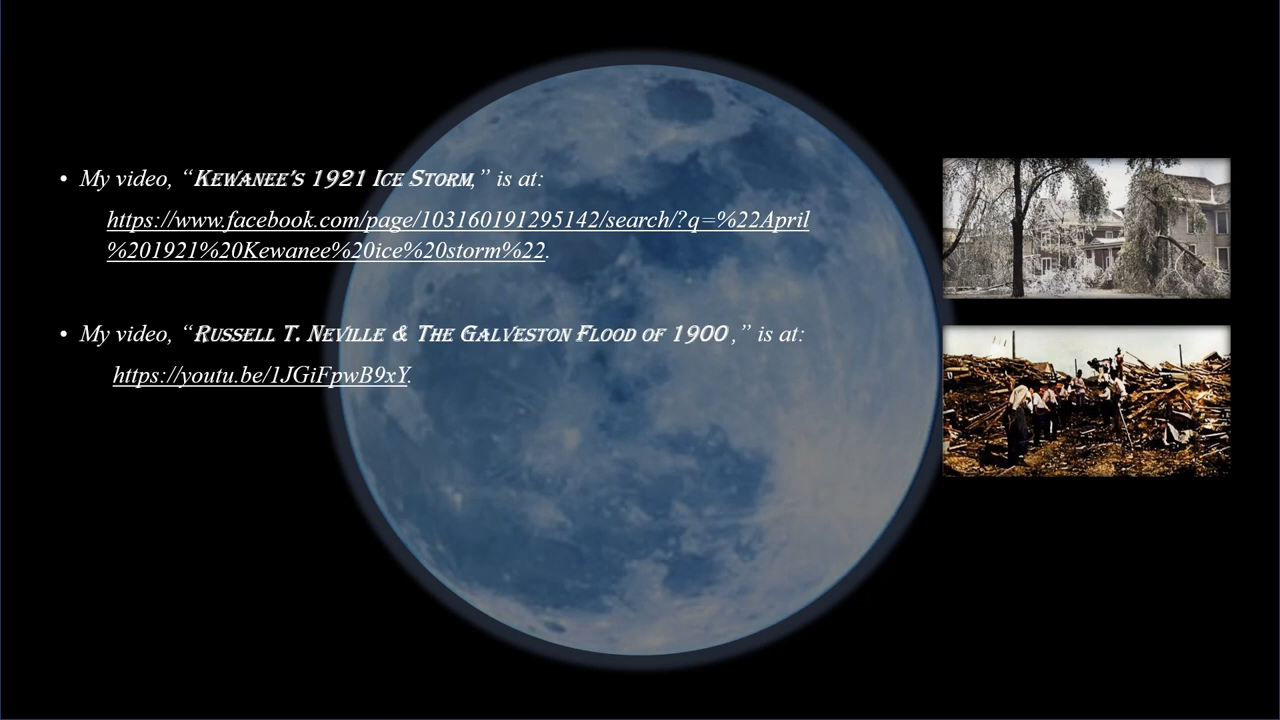 • My video, “Kewanee’s 1921 Ice Storm,” is at:
https://www.facebook.com/page/103160191295142/search/?q=%22April
%201921%20Kewanee%20ice%20storm%22.
• My video, “Russell T. Neville & The Galveston Flood of 1900 ,” is at:
https://youtu.be/1JGiFpwB9xY.